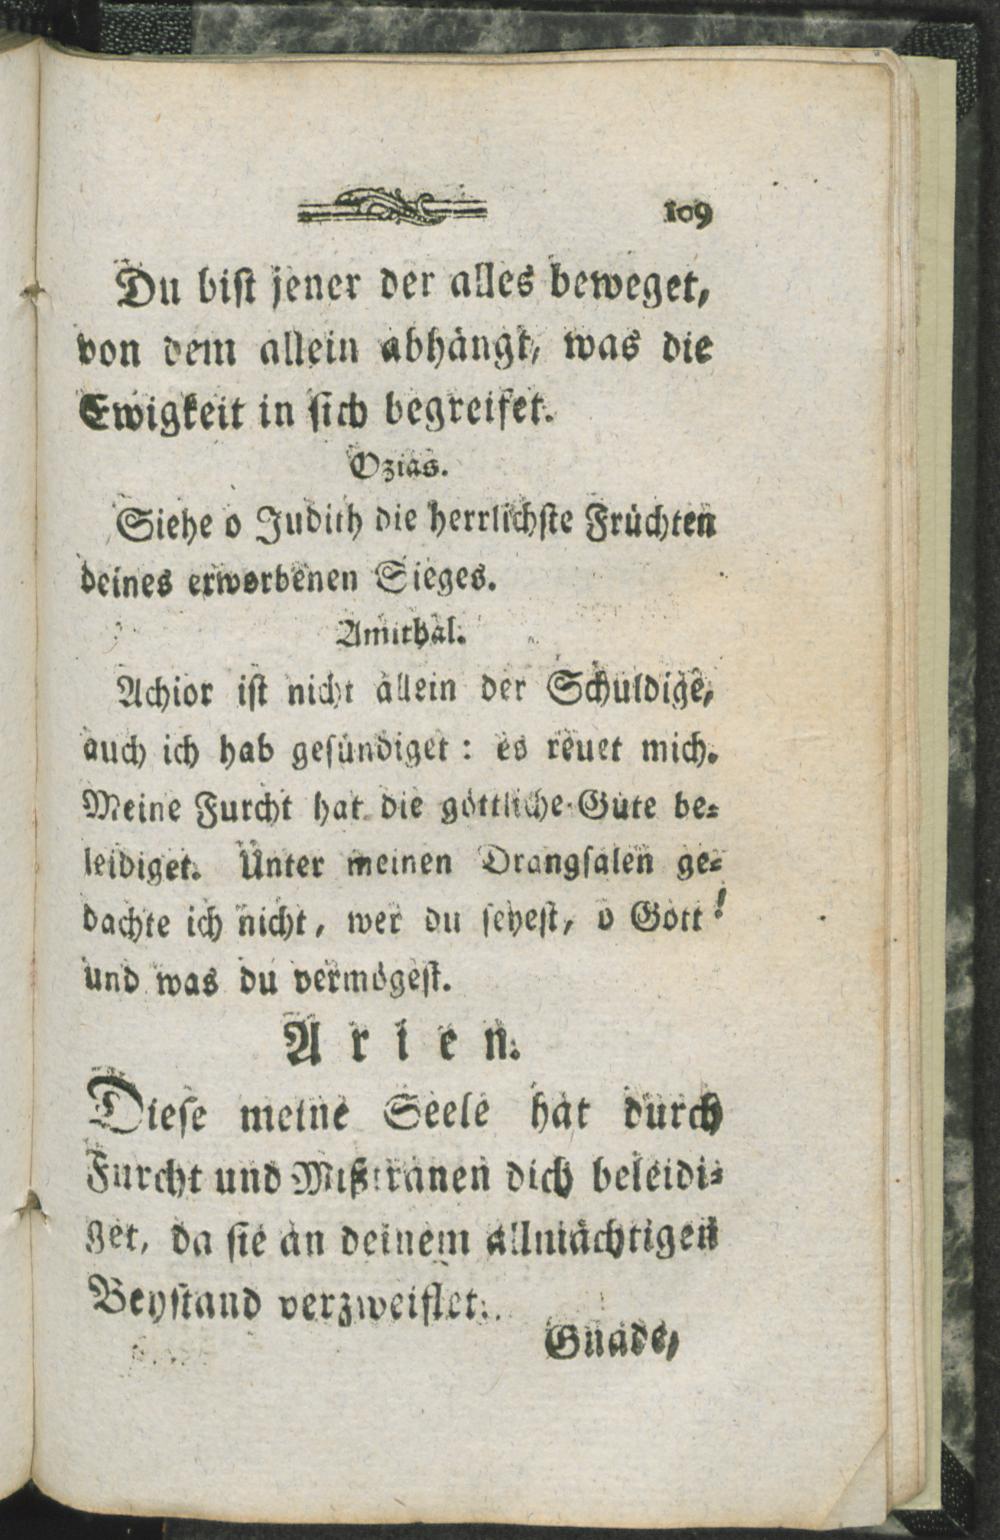 109
Du bist jener der alles beweget,
von dem allein abhängt, was die
Ewigkeit in sich begreifet.
Ozias.
Siehe o Judith die herrlichste Früchten
deines erworbenen Sieges.
Amithal.
Achior ist nicht allein der Schuldige,
auch ich hab gesündiget : es reuet mich.
Meine Furcht hat die göttliche Güte be-
leidiget. Unter meinen Drangsalen ge-
dachte ich nicht, wer du seyest, o Gott!
und was du vermögest.
Arien.
Diese meine Seele hat durch
Furcht und Mißtrauen dich beleidi-
get, da sie an deinem allmächtigen
Beystand verzweiflet.
Gnade,